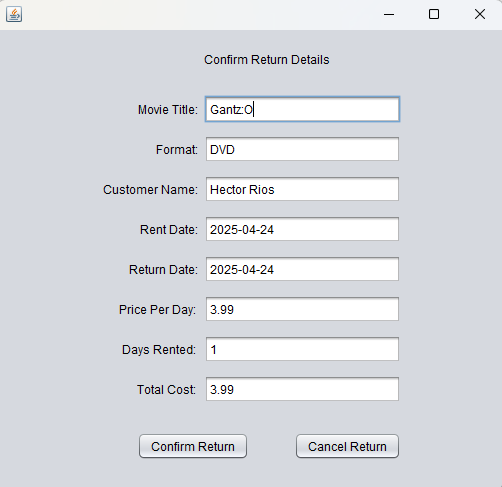 Confirm Return Details
Movie Title: Gantz:O
Format: DVD
Customer Name: Hector Rios
Rent Date: 2025-04-24
Return Date: 2025-04-24
Price Per Day: 3.99
Days Rented: 1
Total Cost: 3.99
Confirm Return Cancel Return